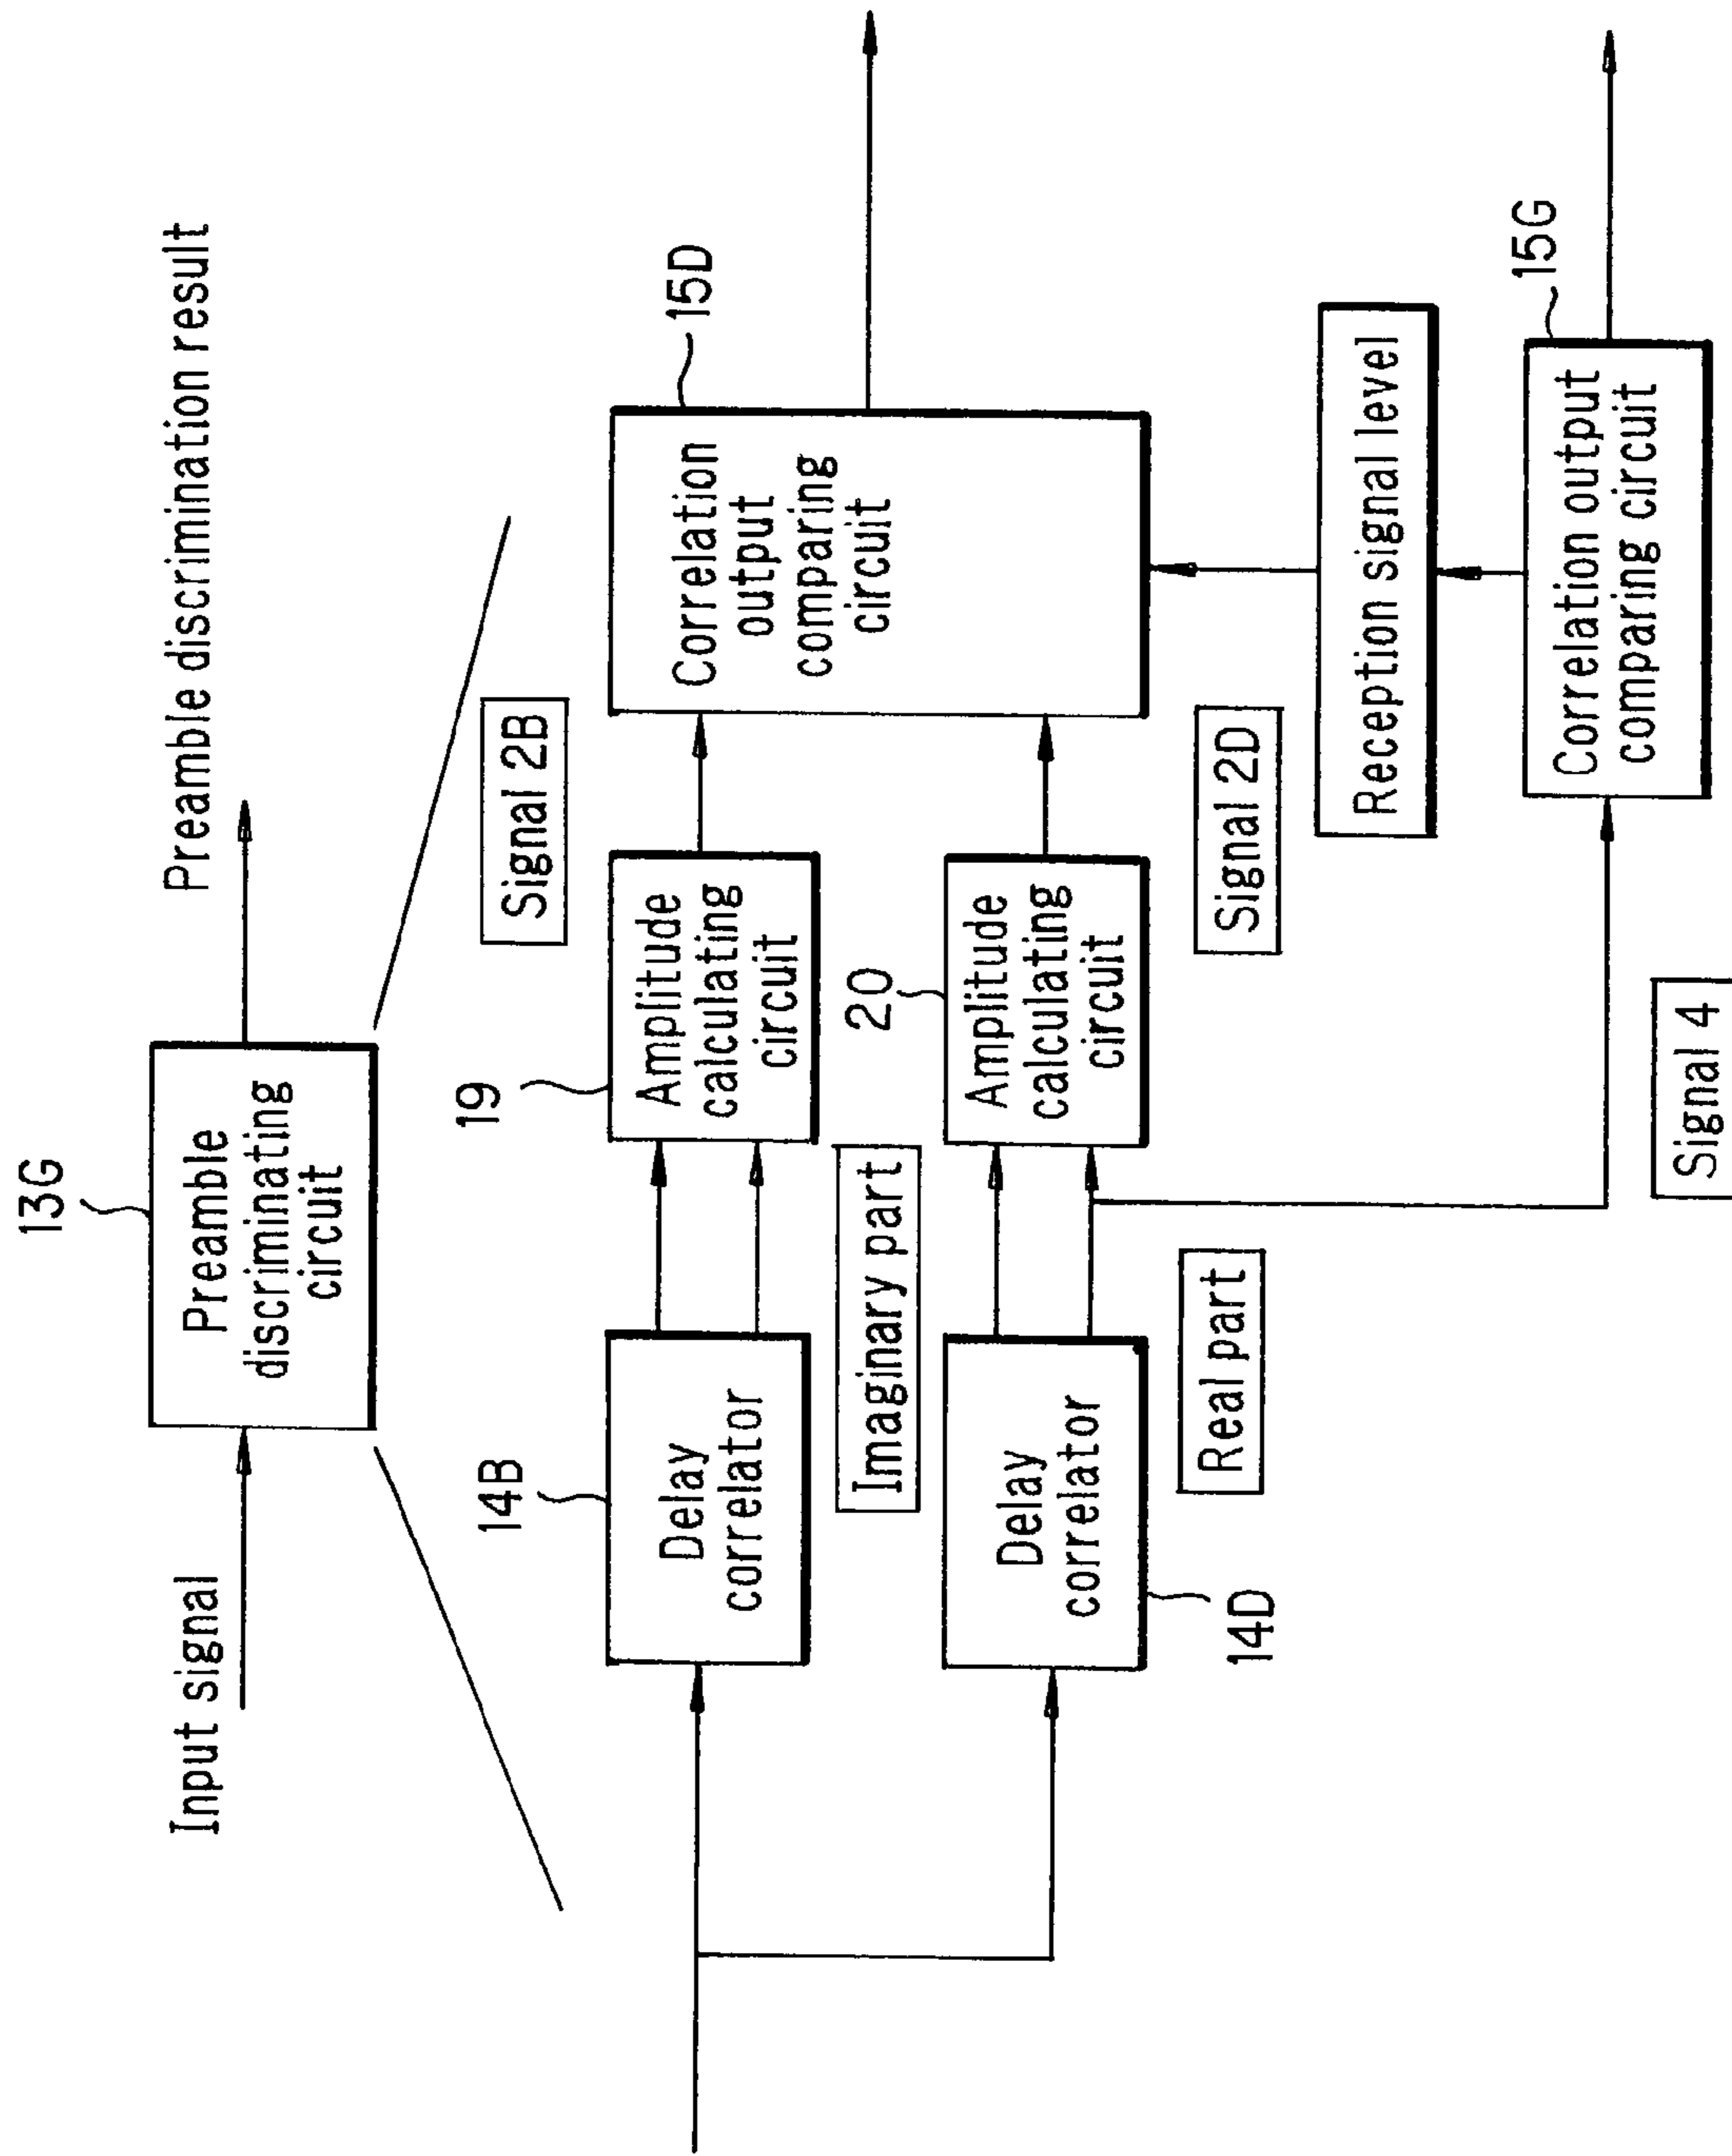 13G
Input signal
Preamble
discriminating
circuit
Preamble discrimination result
14B
Delay
correlator
19
Amplitude
calculating
circuit
Signal 2B
Correlation
output
comparing
circuit
15D
Imaginary part
20
Delay
correlator
14D
Amplitude
calculating
circuit
Real part
Signal 2D
Reception signal level
Signal 4
Correlation output
comparing circuit
15G